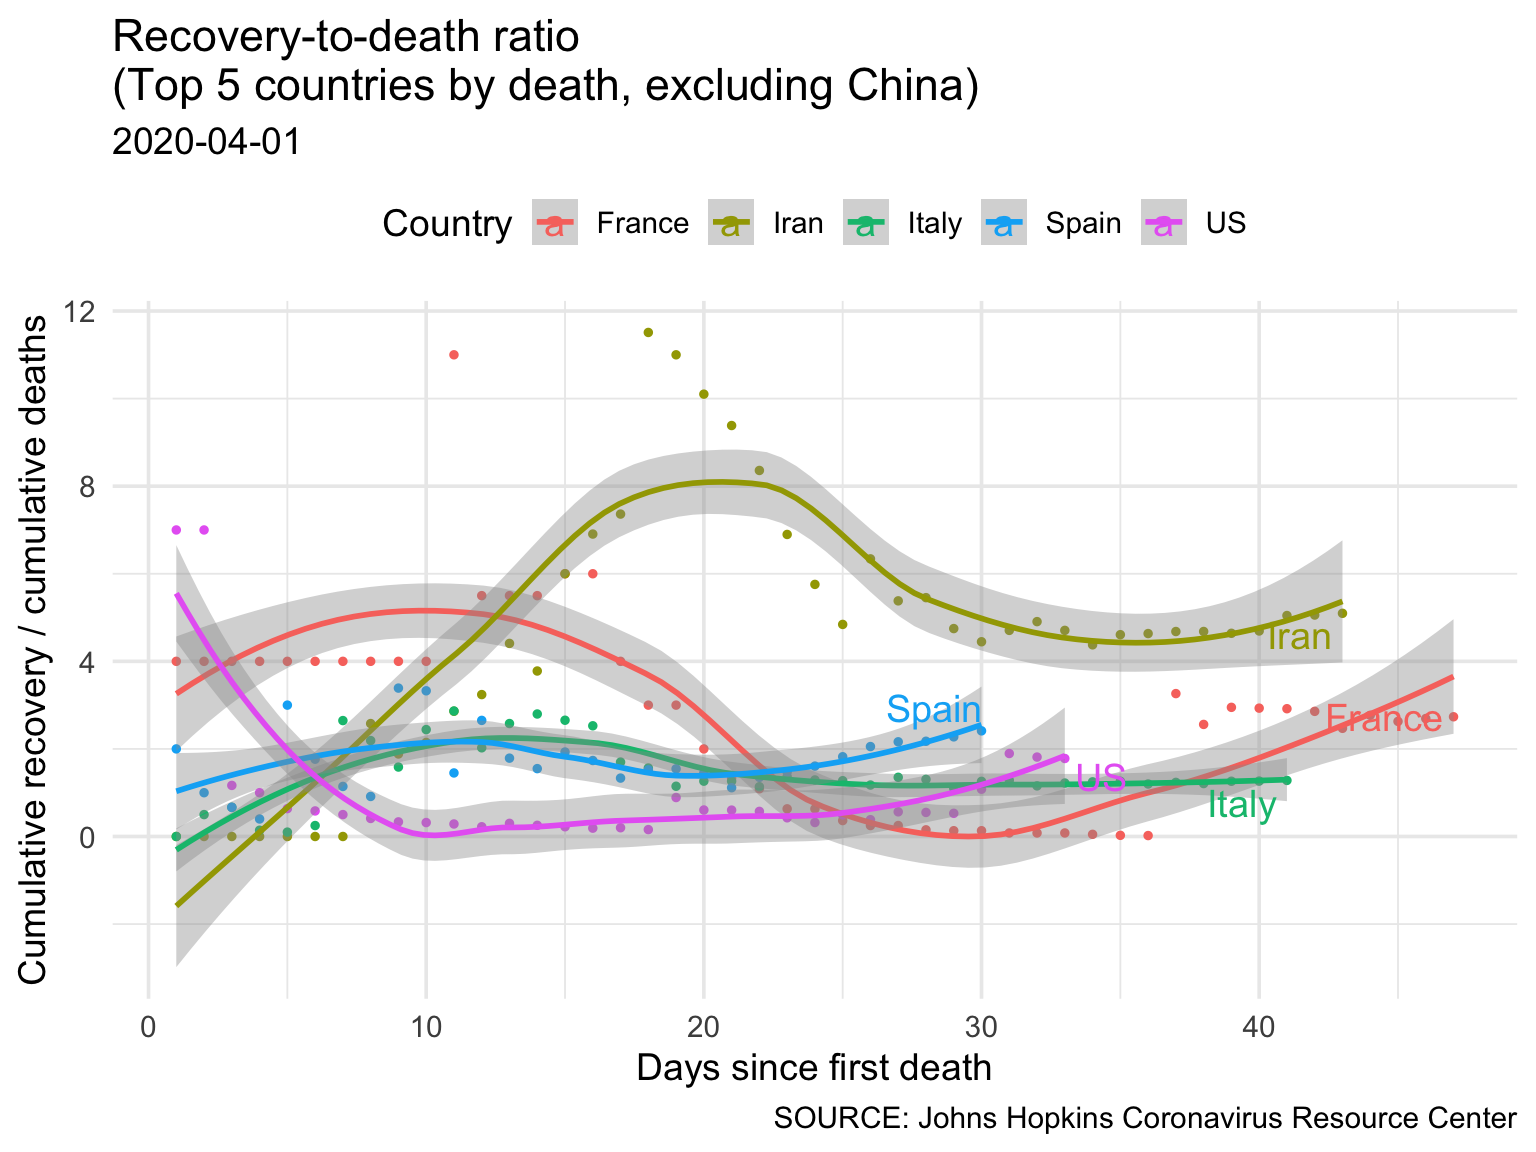 Recovery-to-death ratio
(Top 5 countries by death, excluding China)
2020-04-01
Country a France a Iran a Italy a Spain a US
Cumulative recovery / cumulative deaths
12
8
4
0
Iran
Spain
France
US
Italy
0 10 20 30 40
Days since first death
SOURCE: Johns Hopkins Coronavirus Resource Center